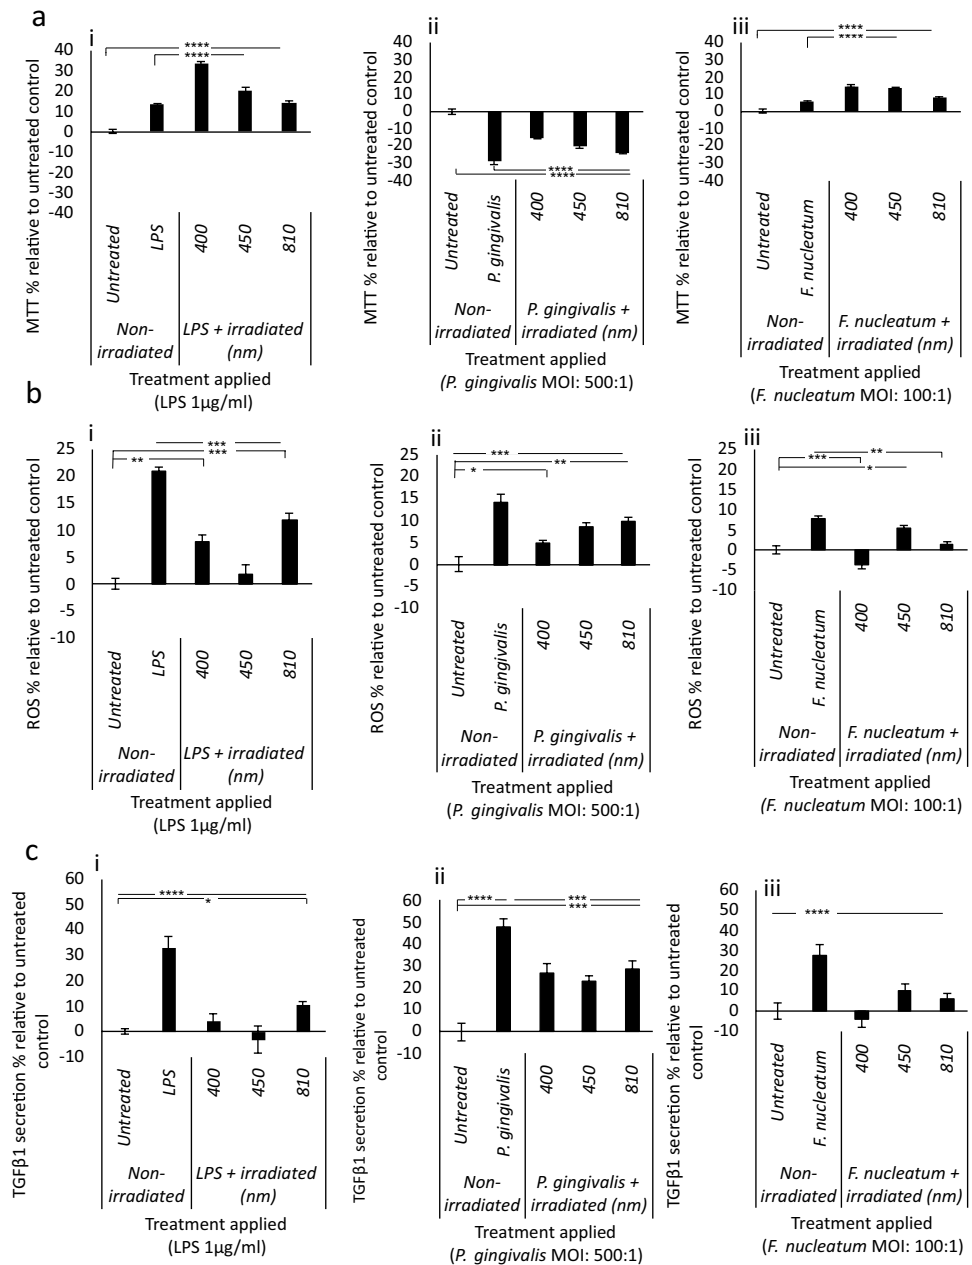 a
i
MTT % relative to untreated control
40
30
20
10
0
-10
-20
-30
-40
****
****
Untreated
LPS
400
450
810
Non-
irradiated
LPS + irradiated
(nm)
Treatment applied
(LPS 1µg/ml)
ii
MTT % relative to untreated control
40
30
20
10
0
-10
-20
-30
-40
****
****
Untreated
P. gingivalis
400
450
810
Non-
irradiated
P. gingivalis +
irradiated (nm)
Treatment applied
(P. gingivalis MOI: 500:1)
iii
MTT % relative to untreated control
40
30
20
10
0
-10
-20
-30
-40
****
****
Untreated
F. nucleatum
400
450
810
Non-
irradiated
F. nucleatum +
irradiated (nm)
Treatment applied
(F. nucleatum MOI: 100:1)
b
i
ROS % relative to untreated control
25
20
15
10
5
0
-5
-10
***
***
**
Untreated
LPS
400
450
810
Non-
irradiated
LPS + irradiated
(nm)
Treatment applied
(LPS 1µg/ml)
ii
ROS % relative to untreated control
25
20
15
10
5
0
-5
-10
***
**
*
Untreated
P. gingivalis
400
450
810
Non-
irradiated
P. gingivalis +
irradiated (nm)
Treatment applied
(P. gingivalis MOI: 500:1)
iii
ROS % relative to untreated control
25
20
15
10
5
0
-5
-10
**
***
*
Untreated
F. nucleatum
400
450
810
Non-
irradiated
F. nucleatum +
irradiated (nm)
Treatment applied
(F. nucleatum MOI: 100:1)
c
i
TGFβ1 secretion % relative to untreated
control
60
50
40
30
20
10
0
-10
****
*
Untreated
LPS
400
450
810
Non-
irradiated
LPS + irradiated
(nm)
Treatment applied
(LPS 1µg/ml)
ii
TGFβ1 secretion % relative to untreated
control
60
50
40
30
20
10
0
-10
****
***
***
Untreated
P. gingivalis
400
450
810
Non-
irradiated
P. gingivalis +
irradiated (nm)
Treatment applied
(P. gingivalis MOI: 500:1)
iii
TGFβ1 secretion % relative to untreated
control
60
50
40
30
20
10
0
-10
****
Untreated
F. nucleatum
400
450
810
Non-
irradiated
F. nucleatum +
irradiated (nm)
Treatment applied
(F. nucleatum MOI: 100:1)